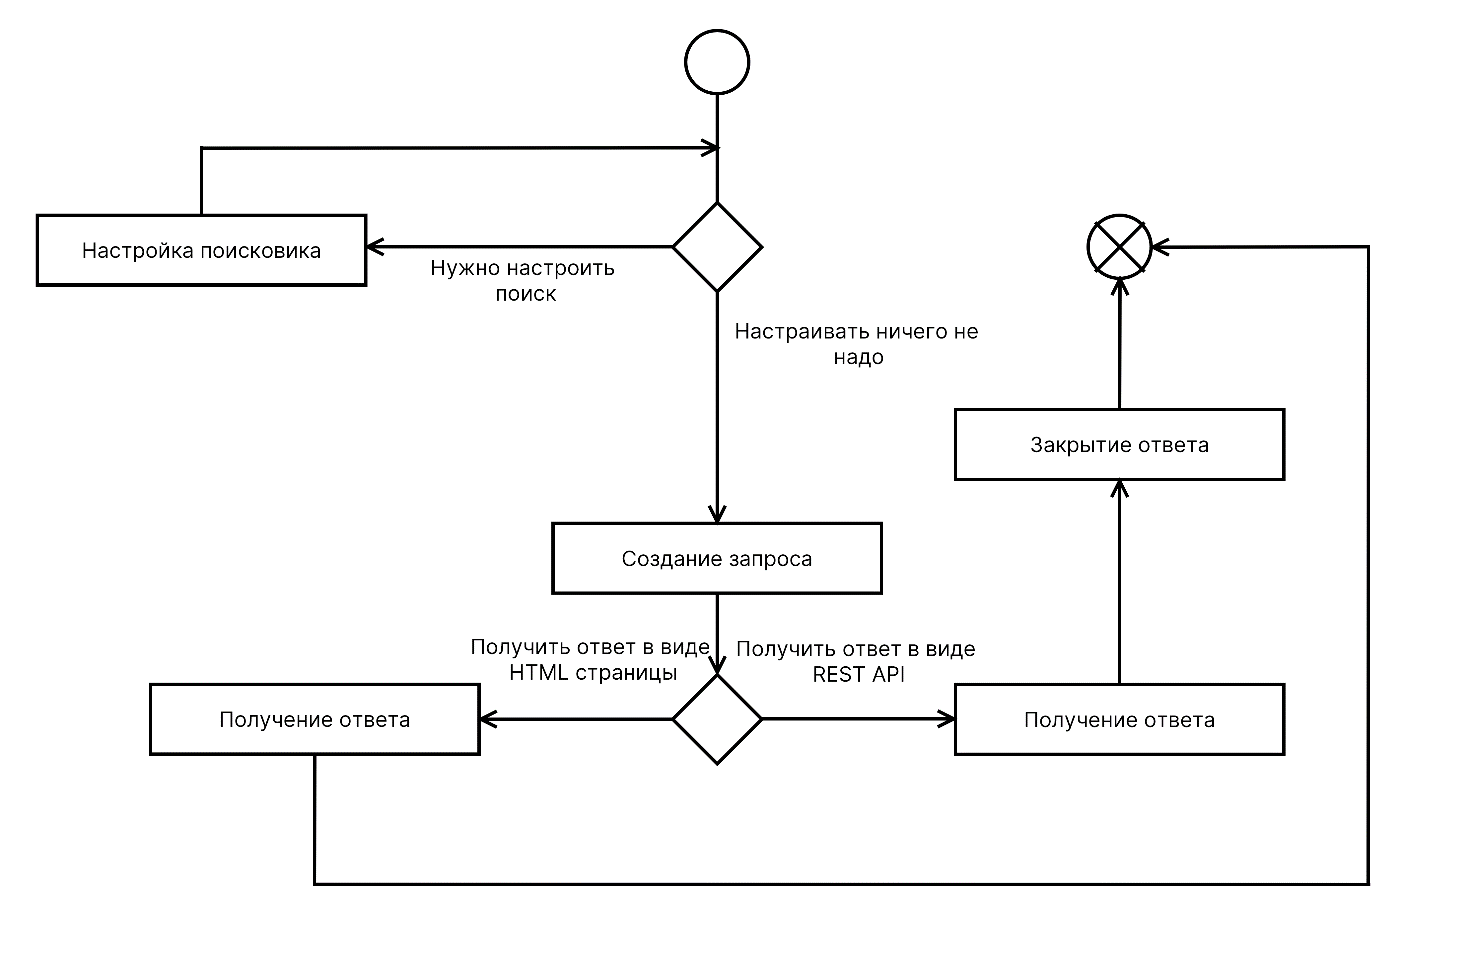 Настройка поисковика
Нужно настроить
поиск
Настраивать ничего не
надо
Закрытие ответа
Создание запроса
Получить ответ в виде
HTML страницы
Получить ответ в виде
REST API
Получение ответа
Получение ответа